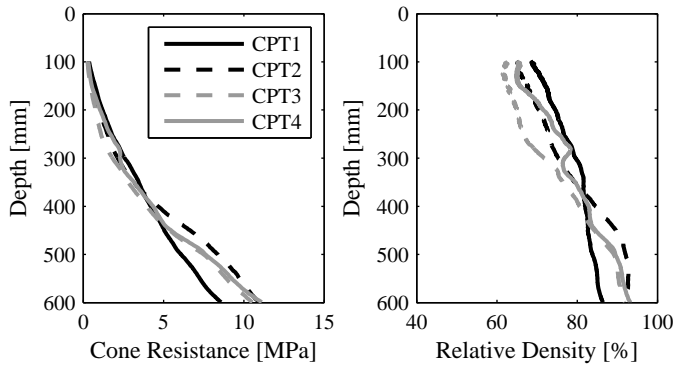 0
100
200
300
400
500
600
Depth [mm]
CPT1
CPT2
CPT3
CPT4
0 5 10 15
Cone Resistance [MPa]
0
100
200
300
400
500
600
Depth [mm]
40 60 80 100
Relative Density [%]